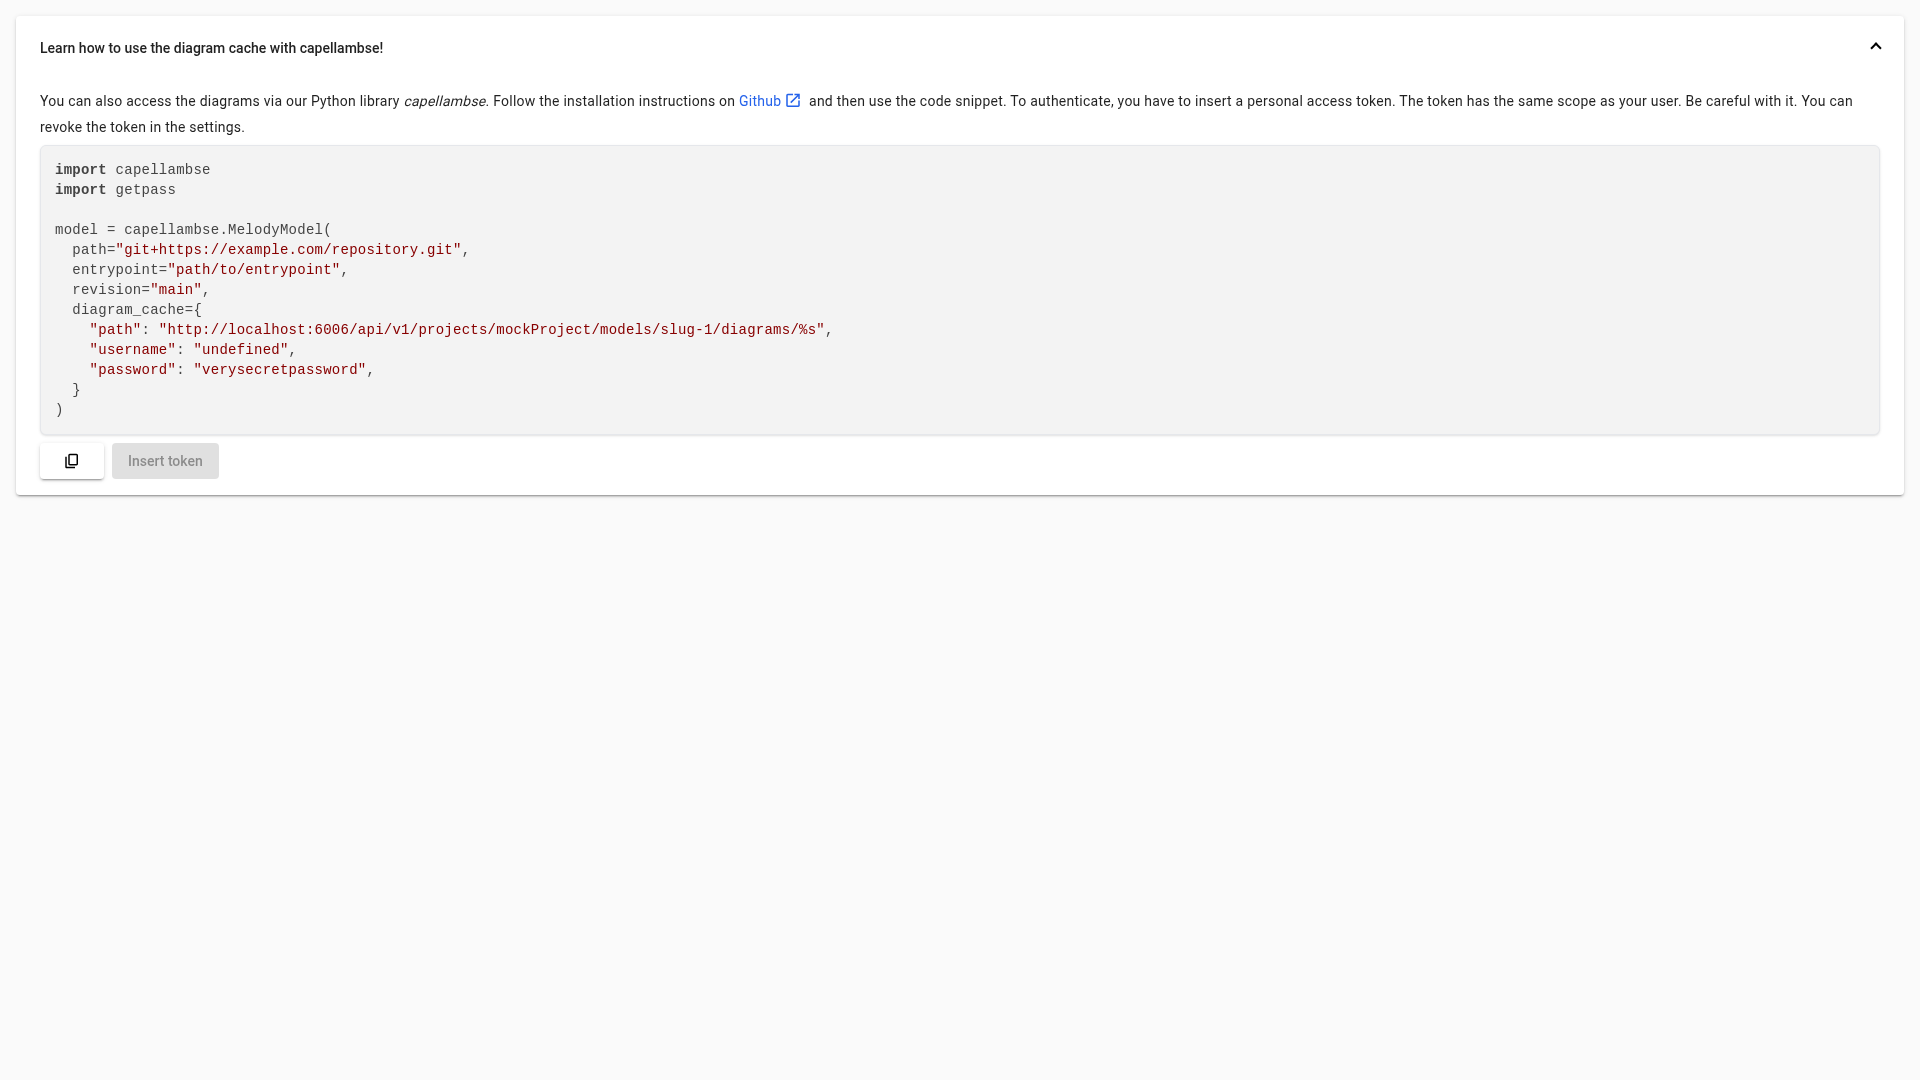 Learn how to use the diagram cache with capellambse!
You can also access the diagrams via our Python library capellambse. Follow the installation instructions on Github and then use the code snippet. To authenticate, you have to insert a personal access token. The token has the same scope as your user. Be careful with it. You can
revoke the token in the settings.
import capellambse
import getpass

model = capellambse.MelodyModel(
  path="git+https://example.com/repository.git",
  entrypoint="path/to/entrypoint",
  revision="main",
  diagram_cache={
    "path": "http://localhost:6006/api/v1/projects/mockProject/models/slug-1/diagrams/%s",
    "username": "undefined",
    "password": "verysecretpassword",
  }
)
Insert token